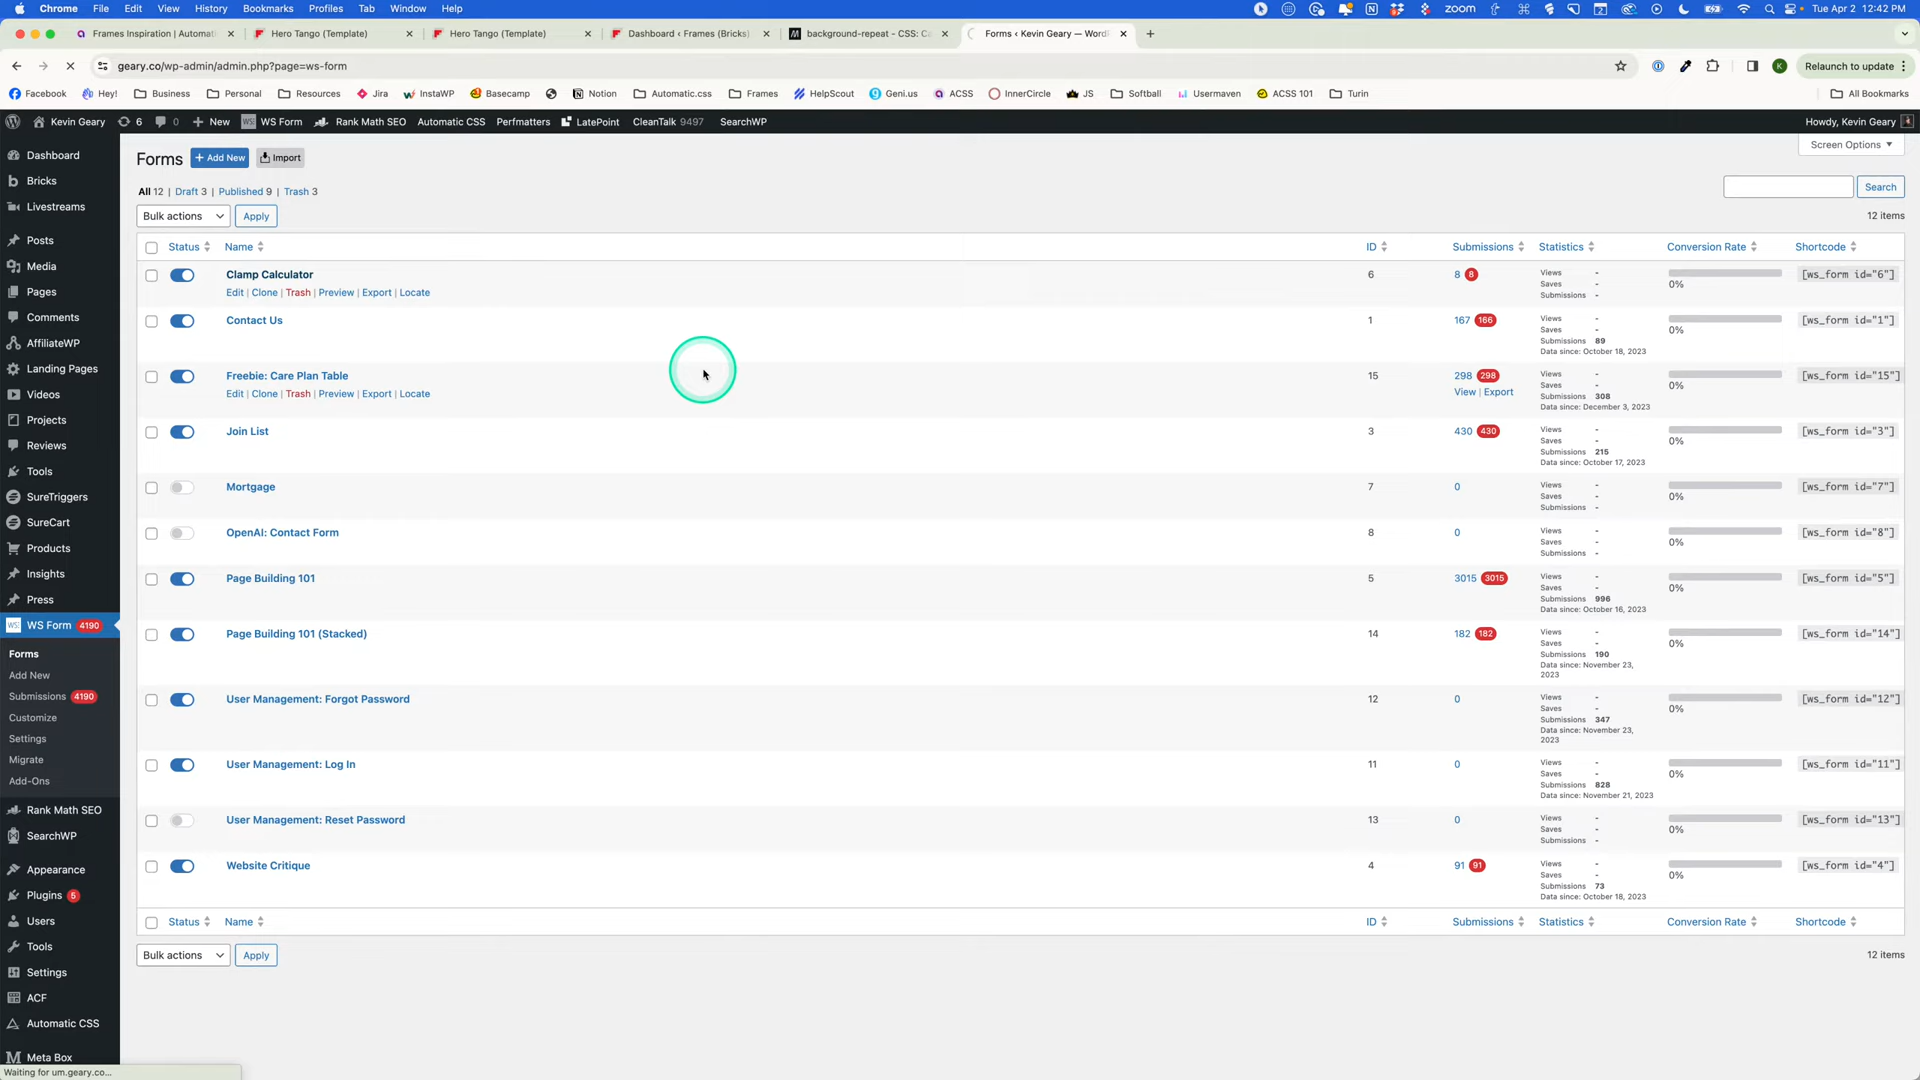 Chrome File Edit View History Bookmarks Profiles Tab Window Help
zoom
Tue Apr 2 12:42 PM
Frames Inspiration | Automat
Hero Tango (Template)
Hero Tango (Template)
Dashboard ‹ Frames (Bricks)
background-repeat - CSS: Ca
Forms ‹ Kevin Geary — WordP
geary.co/wp-admin/admin.php?page=ws-form
Relaunch to update
Facebook Hey! Business Personal Resources Jira InstaWP Basecamp Notion Automatic.css Frames HelpScout Geni.us ACSS InnerCircle JS Softball Usermaven ACSS 101 Turin All Bookmarks
Kevin Geary 6 0 New WS Form Rank Math SEO Automatic CSS Perfmatters LatePoint CleanTalk 9497 SearchWP Howdy, Kevin Geary
Dashboard
Bricks
Livestreams
Posts
Media
Pages
Comments
AffiliateWP
Landing Pages
Videos
Projects
Reviews
Tools
SureTriggers
SureCart
Products
Insights
Press
WS Form 4190
Forms
Add New
Submissions 4190
Customize
Settings
Migrate
Add-Ons
Rank Math SEO
SearchWP
Appearance
Plugins 5
Users
Tools
Settings
ACF
Automatic CSS
Meta Box
Waiting for um.geary.co...
Screen Options
Forms + Add New Import
All 12 | Draft 3 | Published 9 | Trash 3
Search
Bulk actions Apply 12 items
Status Name ID Submissions Statistics Conversion Rate Shortcode
Clamp Calculator 6 8 8 Views - 0% [ws_form id="6"]
Edit | Clone | Trash | Preview | Export | Locate
Saves -
Submissions -
Contact Us 1 167 166 Views - 0% [ws_form id="1"]
Saves -
Submissions 89
Data since: October 18, 2023
Freebie: Care Plan Table 15 298 298 Views - 0% [ws_form id="15"]
Edit | Clone | Trash | Preview | Export | Locate View | Export
Saves -
Submissions 308
Data since: December 3, 2023
Join List 3 430 430 Views - 0% [ws_form id="3"]
Saves -
Submissions 215
Data since: October 17, 2023
Mortgage 7 0 Views - 0% [ws_form id="7"]
Saves -
Submissions -
OpenAI: Contact Form 8 0 Views - 0% [ws_form id="8"]
Saves -
Submissions -
Page Building 101 5 3015 3015 Views - 0% [ws_form id="5"]
Saves -
Submissions 996
Data since: October 16, 2023
Page Building 101 (Stacked) 14 182 182 Views - 0% [ws_form id="14"]
Saves -
Submissions 190
Data since: November 23,
2023
User Management: Forgot Password 12 0 Views - 0% [ws_form id="12"]
Saves -
Submissions 347
Data since: November 23,
2023
User Management: Log In 11 0 Views - 0% [ws_form id="11"]
Saves -
Submissions 828
Data since: November 21, 2023
User Management: Reset Password 13 0 Views - 0% [ws_form id="13"]
Saves -
Submissions -
Website Critique 4 91 91 Views - 0% [ws_form id="4"]
Saves -
Submissions 73
Data since: October 18, 2023
Status Name ID Submissions Statistics Conversion Rate Shortcode
Bulk actions Apply 12 items